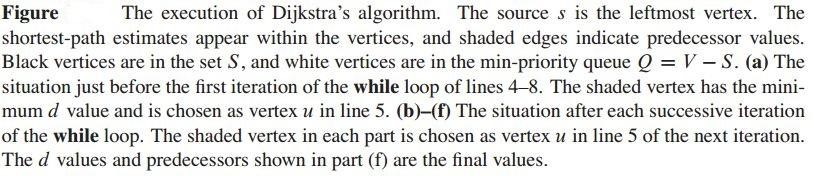 Figure The execution of Dijkstra’s algorithm. The source s is the leftmost vertex. The
shortest-path estimates appear within the vertices, and shaded edges indicate predecessor values.
Black vertices are in the set S, and white vertices are in the min-priority queue Q = V − S. (a) The
situation just before the first iteration of the while loop of lines 4–8. The shaded vertex has the mini-
mum d value and is chosen as vertex u in line 5. (b)–(f) The situation after each successive iteration
of the while loop. The shaded vertex in each part is chosen as vertex u in line 5 of the next iteration.
The d values and predecessors shown in part (f) are the final values.